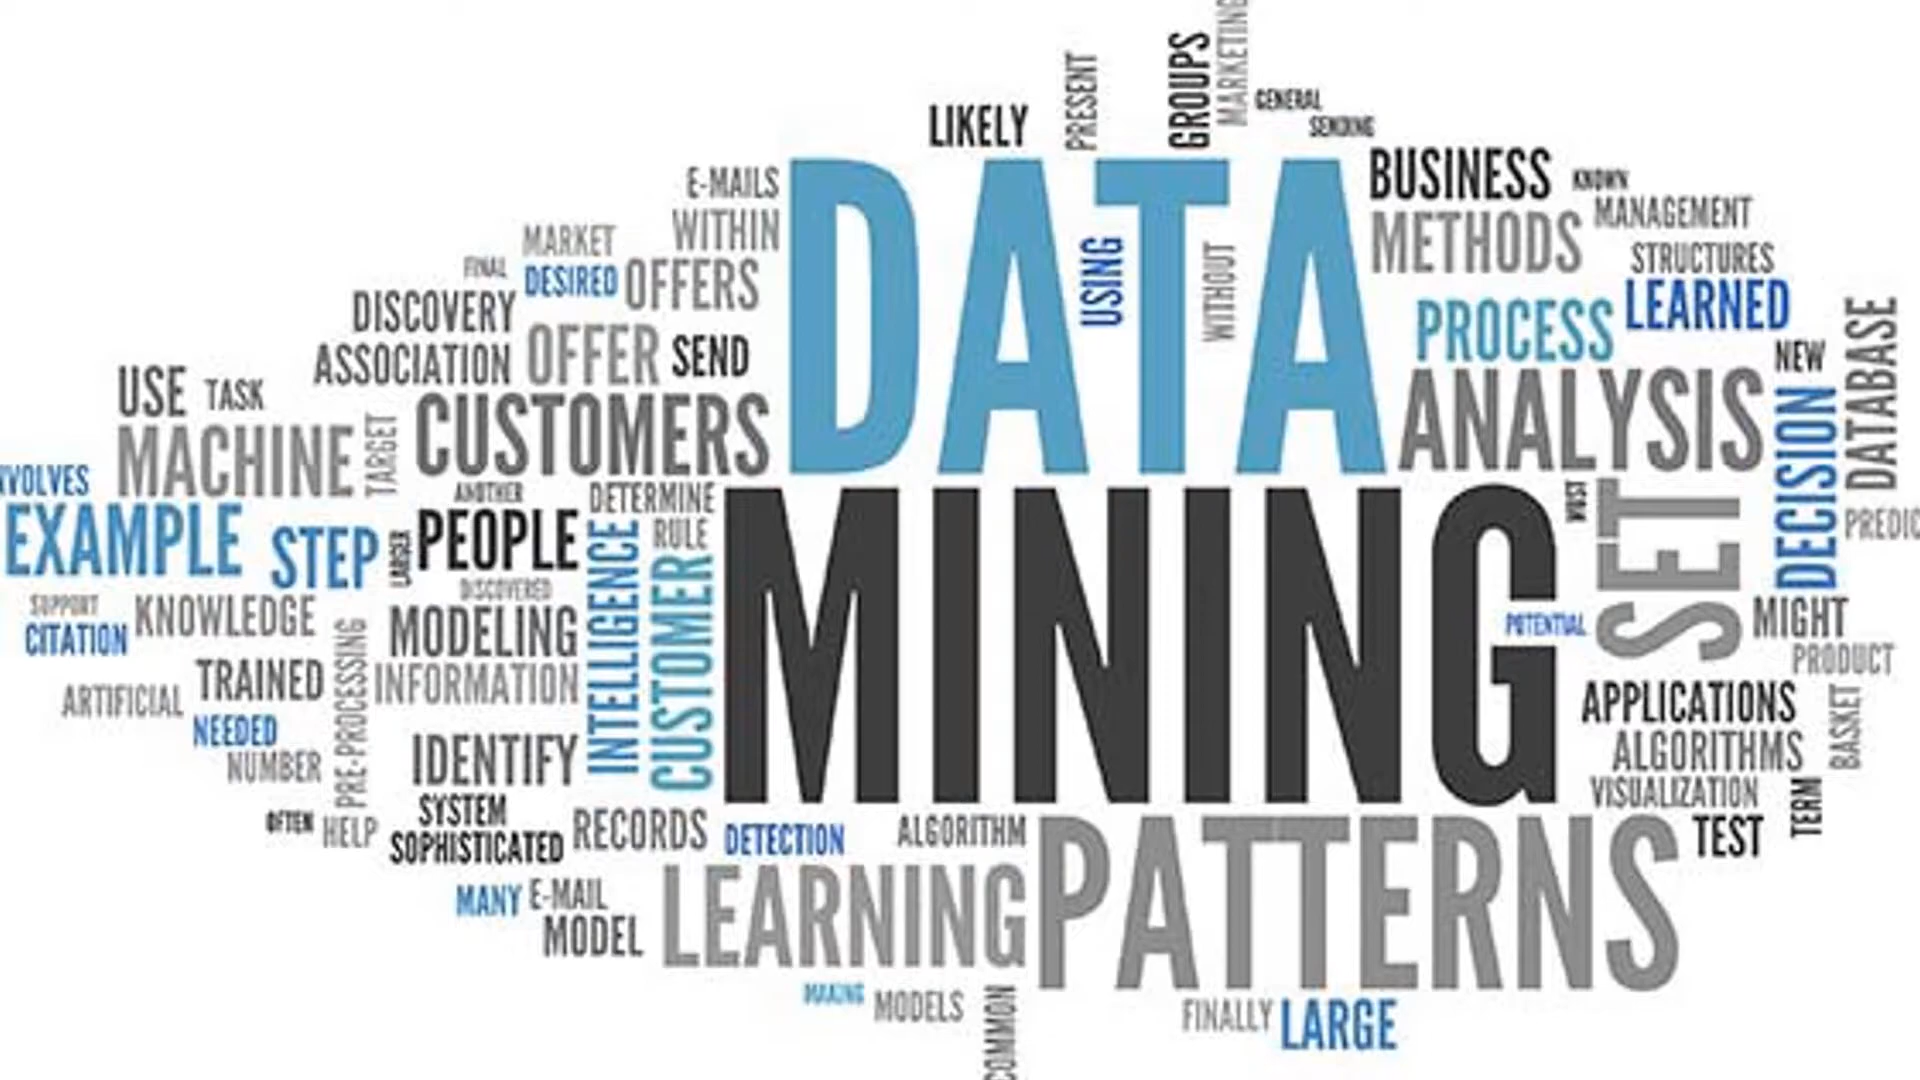 MARKETING
GROUPS
PRESENT
GENERAL
LIKELY
SENDING
BUSINESS
KNOWN
E-MAILS
DATA
MANAGEMENT
WITHIN
METHODS
MARKET
STRUCTURES
FINAL
DESIRED
OFFERS
USING
WITHOUT
LEARNED
DISCOVERY
PROCESS
ASSOCIATION
OFFER
SEND
NEW
DATABASE
USE
TASK
CUSTOMERS
ANALYSIS
DECISION
MACHINE
TARGET
NVOLVES
ANOTHER
DETERMINE
MINING
MUST
SET
EXAMPLE
STEP
LARGER
PEOPLE
RULE
PREDIC
INTELLIGENCE
CUSTOMER
DISCOVERED
SUPPORT
KNOWLEDGE
CITATION
MODELING
POTENTIAL
MIGHT
PRODUCT
TRAINED
INFORMATION
ARTIFICIAL
PRE-PROCESSING
APPLICATIONS
BASKET
NEEDED
NUMBER
IDENTIFY
ALGORITHMS
VISUALIZATION
TERM
OFTEN
HELP
SYSTEM
SOPHISTICATED
RECORDS
DETECTION
ALGORITHM
PATTERNS
TEST
MANY
E-MAIL
LEARNING
MODEL
MAKING
MODELS
COMMON
FINALLY
LARGE